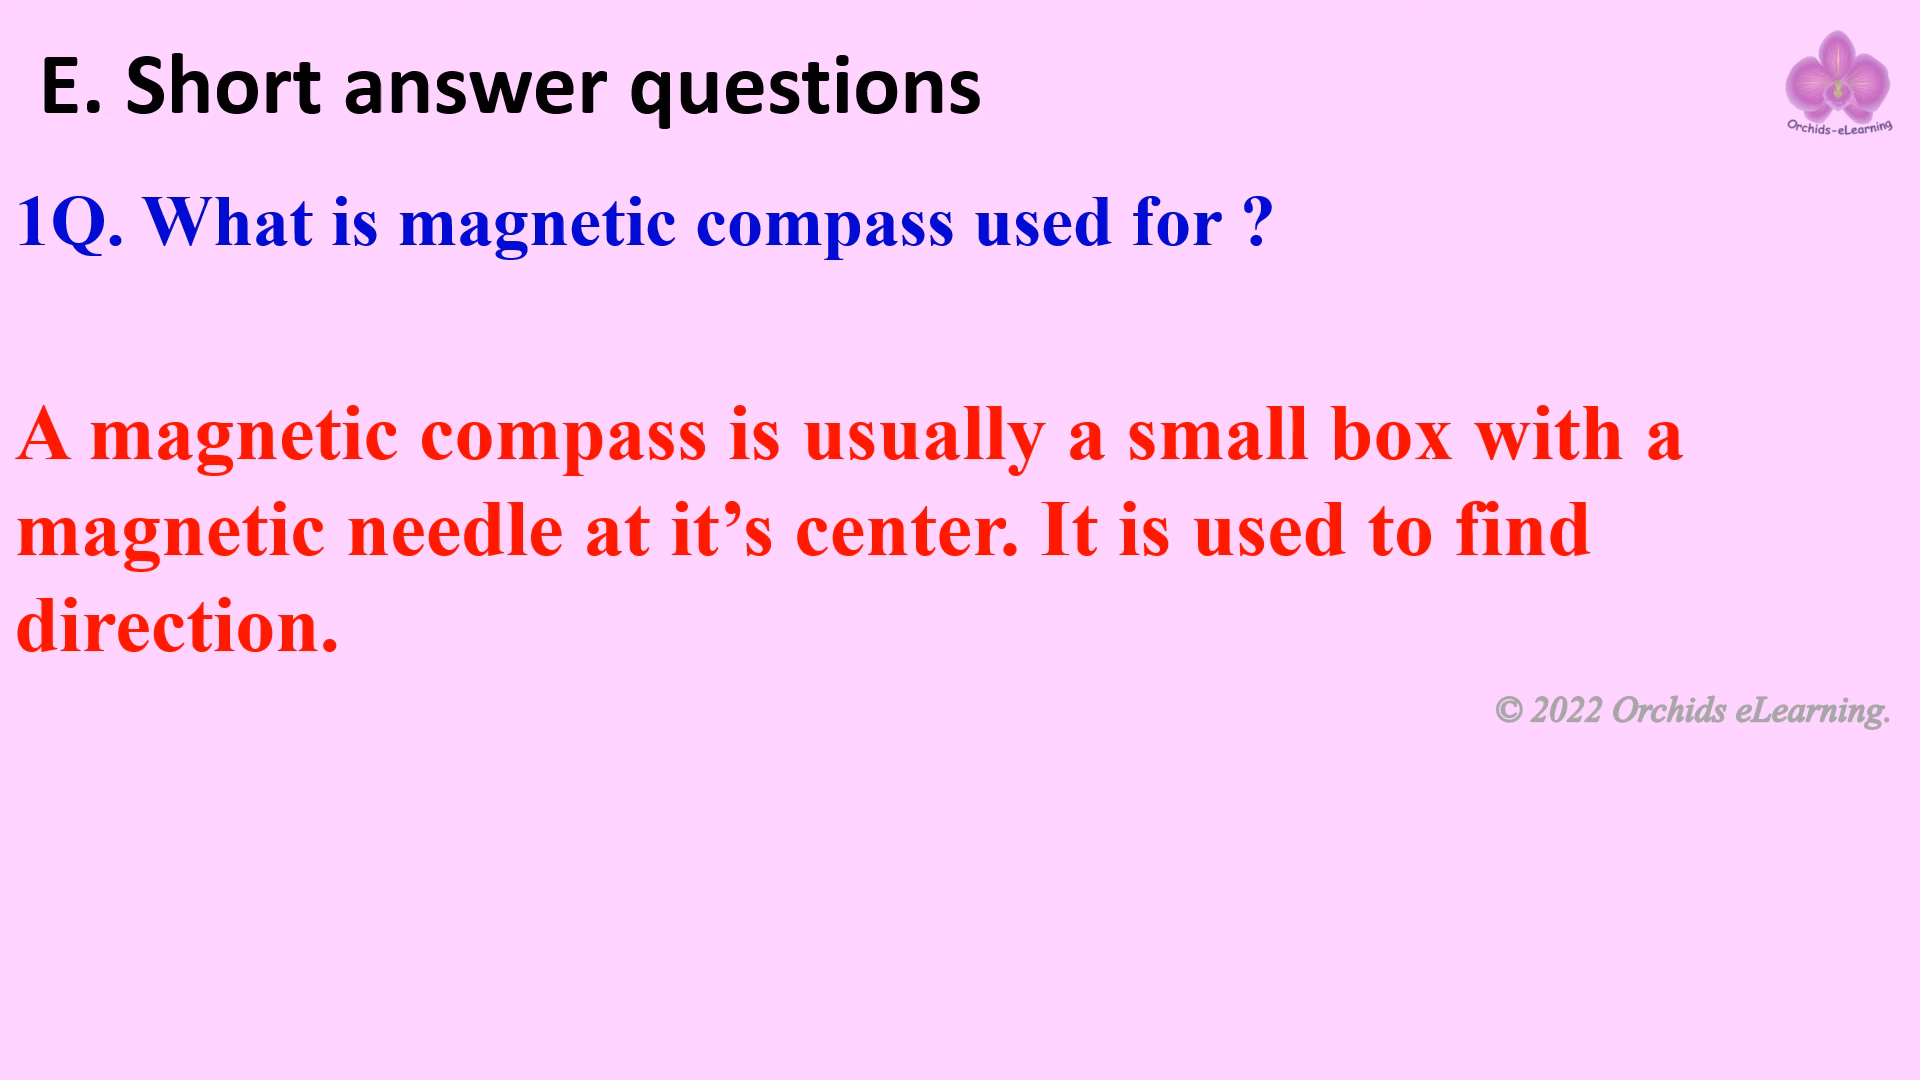 E. Short answer questions
Orchids-eLearning
1Q. What is magnetic compass used for ?
A magnetic compass is usually a small box with a
magnetic needle at it’s center. It is used to find
direction.
© 2022 Orchids eLearning.